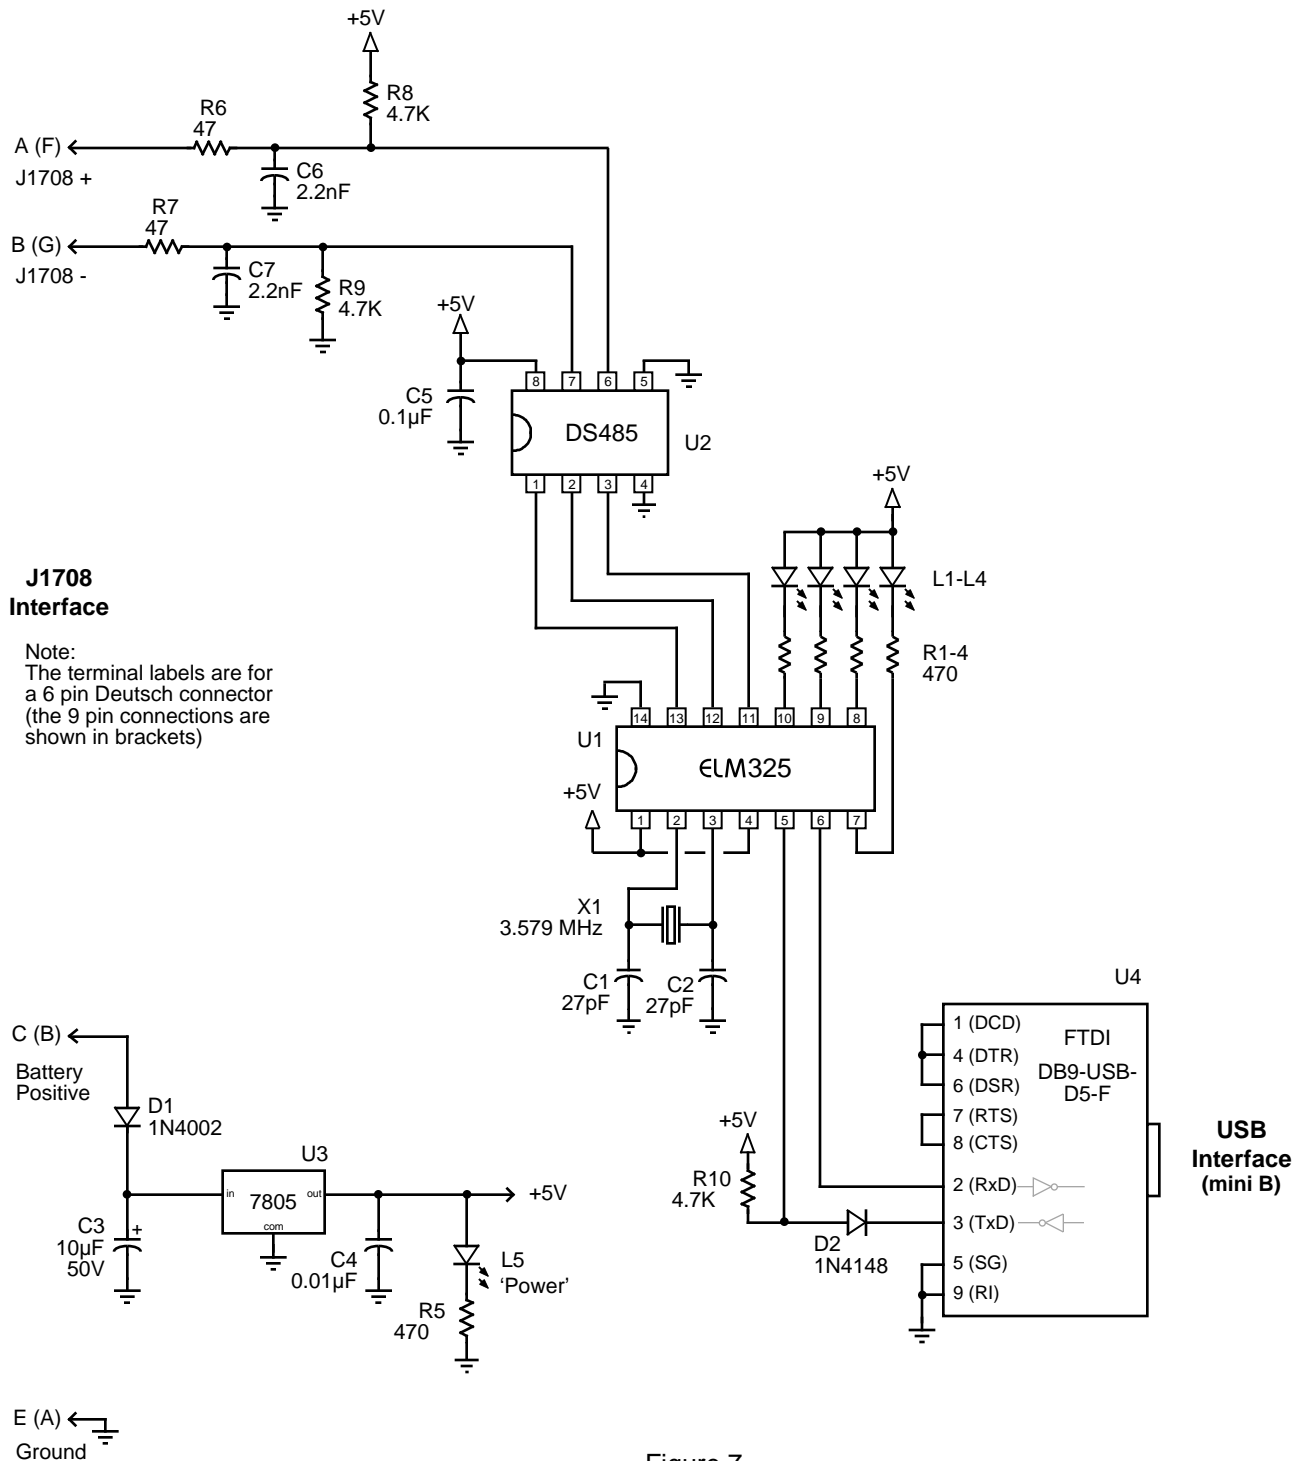 +5V
R8
4.7K
R6
47
A (F)
J1708 +
C6
2.2nF
R7
47
B (G)
J1708 -
C7
2.2nF
R9
4.7K
+5V
C5
0.1µF
8 7 6 5
DS485
U2
1 2 3 4
+5V
L1-L4
R1-4
470
J1708
Interface
Note:
The terminal labels are for
a 6 pin Deutsch connector
(the 9 pin connections are
shown in brackets)
14 13 12 11 10 9 8
U1
ELM325
+5V
1 2 3 4 5 6 7
X1
3.579 MHz
C1
27pF
C2
27pF
U4
1 (DCD)
4 (DTR)
6 (DSR)
7 (RTS)
8 (CTS)
2 (RxD)
3 (TxD)
5 (SG)
9 (RI)
FTDI
DB9-USB-
D5-F
USB
Interface
(mini B)
+5V
R10
4.7K
D2
1N4148
C (B)
Battery
Positive
D1
1N4002
U3
in
7805
out
com
+5V
C3
+
10µF
50V
C4
0.01µF
L5
‘Power’
R5
470
E (A)
Ground
Figure 7